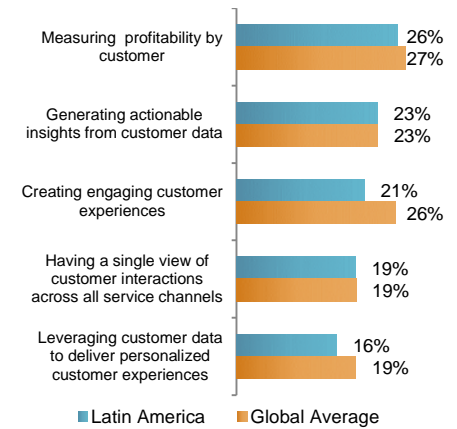 Measuring profitability by
customer
26%
27%
Generating actionable
insights from customer data
23%
23%
Creating engaging customer
experiences
21%
26%
Having a single view of
customer interactions
across all service channels
19%
19%
Leveraging customer data
to deliver personalized
customer experiences
16%
19%
Latin America
Global Average